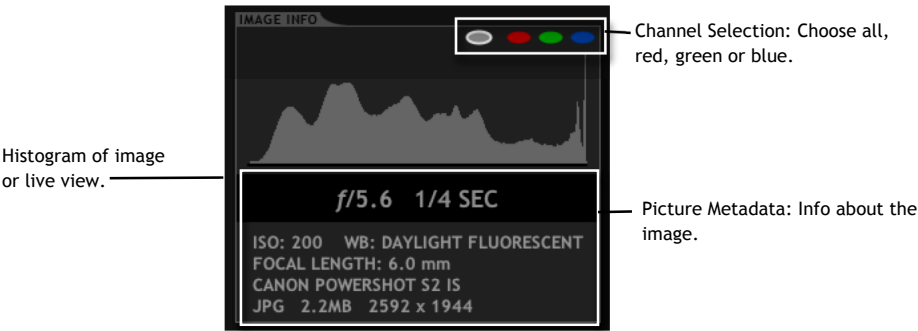 IMAGE INFO
Channel Selection: Choose all,
red, green or blue.
Histogram of image
or live view.
f/5.6 1/4 SEC
Picture Metadata: Info about the
image.
ISO: 200 WB: DAYLIGHT FLUORESCENT
FOCAL LENGTH: 6.0 mm
CANON POWERSHOT S2 IS
JPG 2.2MB 2592 x 1944